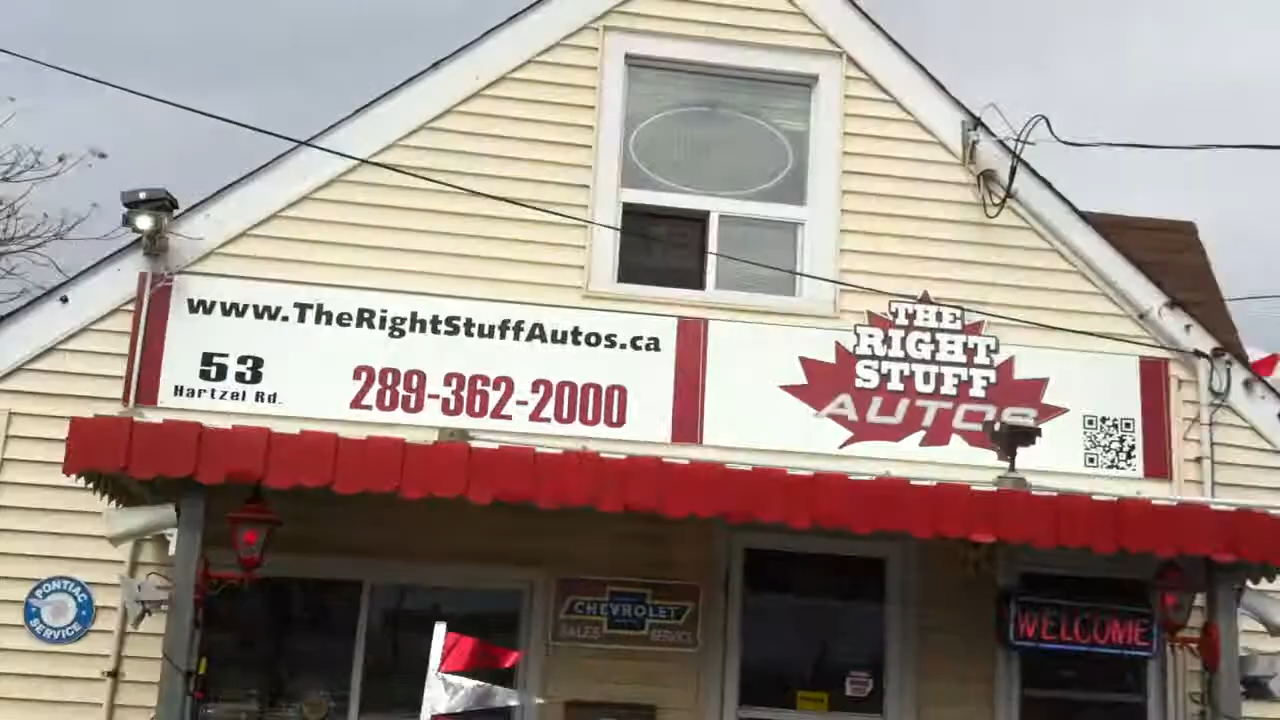 www.TheRightStuffAutos.ca
53
Hartzel Rd.
289-362-2000
THE
RIGHT
STUFF
AUTOS
PONTIAC
SERVICE
CHEVROLET
SALES SERVICE
WELCOME